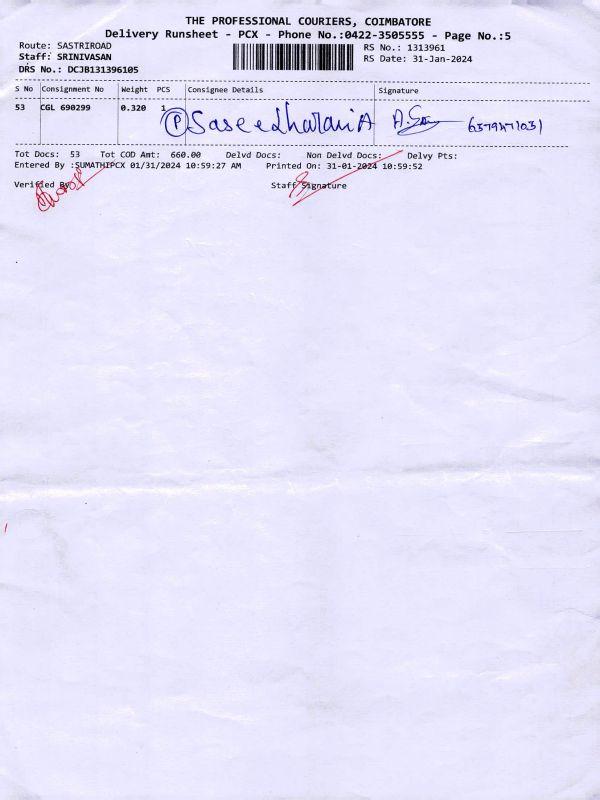 THE PROFESSIONAL COURIERS, COIMBATORE
Delivery Runsheet - PCX - Phone No.:0422-3505555 - Page No.:5
Route: SASTRIROAD
RS No.: 1313961
Staff: SRINIVASAN
RS Date: 31-Jan-2024
DRS No.: DCJB131396105
S No Consignment No Weight PCS Consignee Details Signature
53 CGL 690299 0.320 1 P Saseedharani A
Tot Docs: 53 Tot COD Amt: 660.00 Delvd Docs: Non Delvd Docs: Delvy Pts:
Entered By :SUMATHIPCX 01/31/2024 10:59:27 AM Printed On: 31-01-2024 10:59:52
Verified By Staff Signature